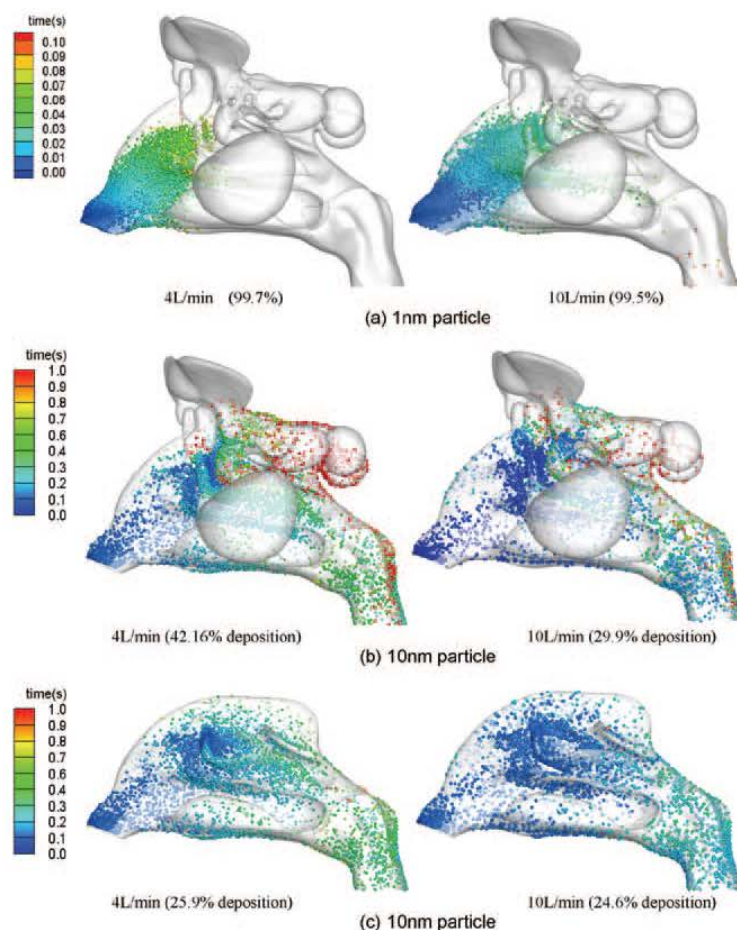 time(s)
0.10
0.09
0.08
0.07
0.06
0.05
0.04
0.03
0.02
0.01
0.00
4L/min (99.7%)
10L/min (99.5%)
(a) 1nm particle
time(s)
1.0
0.9
0.8
0.7
0.6
0.5
0.4
0.3
0.2
0.1
0.0
4L/min (42.16% deposition)
10L/min (29.9% deposition)
(b) 10nm particle
time(s)
1.0
0.9
0.8
0.7
0.6
0.5
0.4
0.3
0.2
0.1
0.0
4L/min (25.9% deposition)
10L/min (24.6% deposition)
(c) 10nm particle